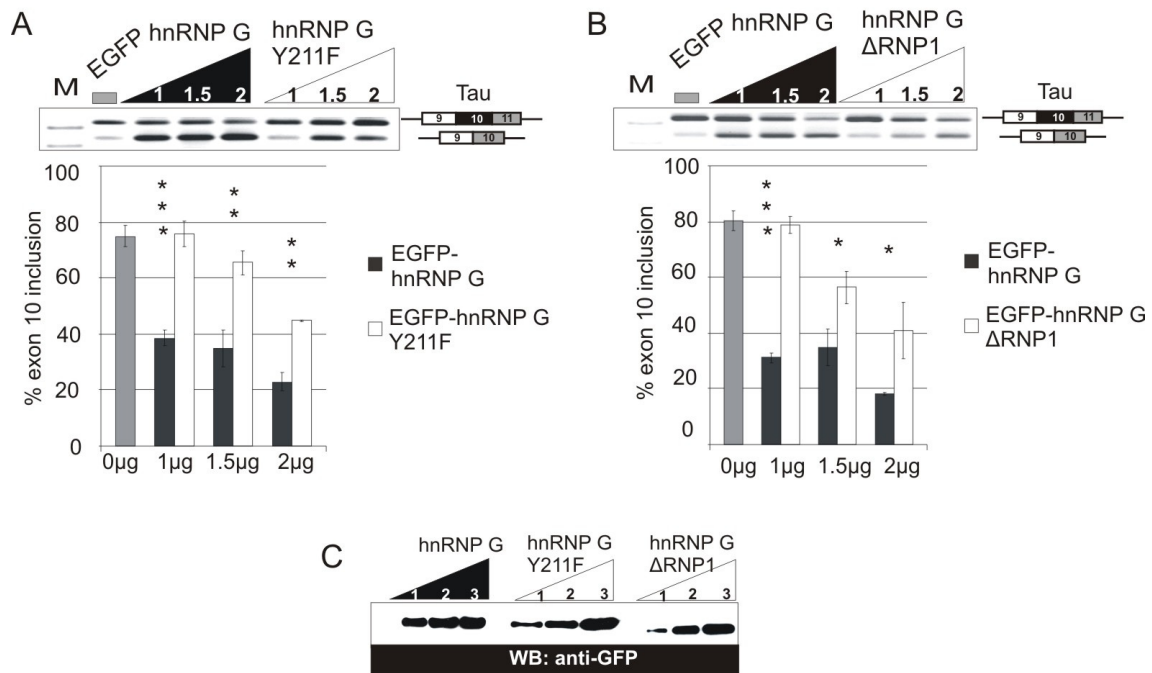 A
EGFP hnRNP G hnRNP G
Y211F
M
1 1.5 2 1 1.5 2
Tau
9 10 11
9 10
100
80
60
40
20
0
% exon 10 inclusion
* * *
* *
* *
0µg 1µg 1.5µg 2µg
EGFP-
hnRNP G
EGFP-hnRNP G
Y211F
B
EGFP hnRNP G hnRNP G
ΔRNP1
M
1 1.5 2 1 1.5 2
Tau
9 10 11
9 10
100
80
60
40
20
0
% exon 10 inclusion
* * *
*
*
0µg 1µg 1.5µg 2µg
EGFP-
hnRNP G
EGFP-hnRNP G
ΔRNP1
C
hnRNP G hnRNP G hnRNP G
Y211F ΔRNP1
1 2 3 1 2 3 1 2 3
WB: anti-GFP